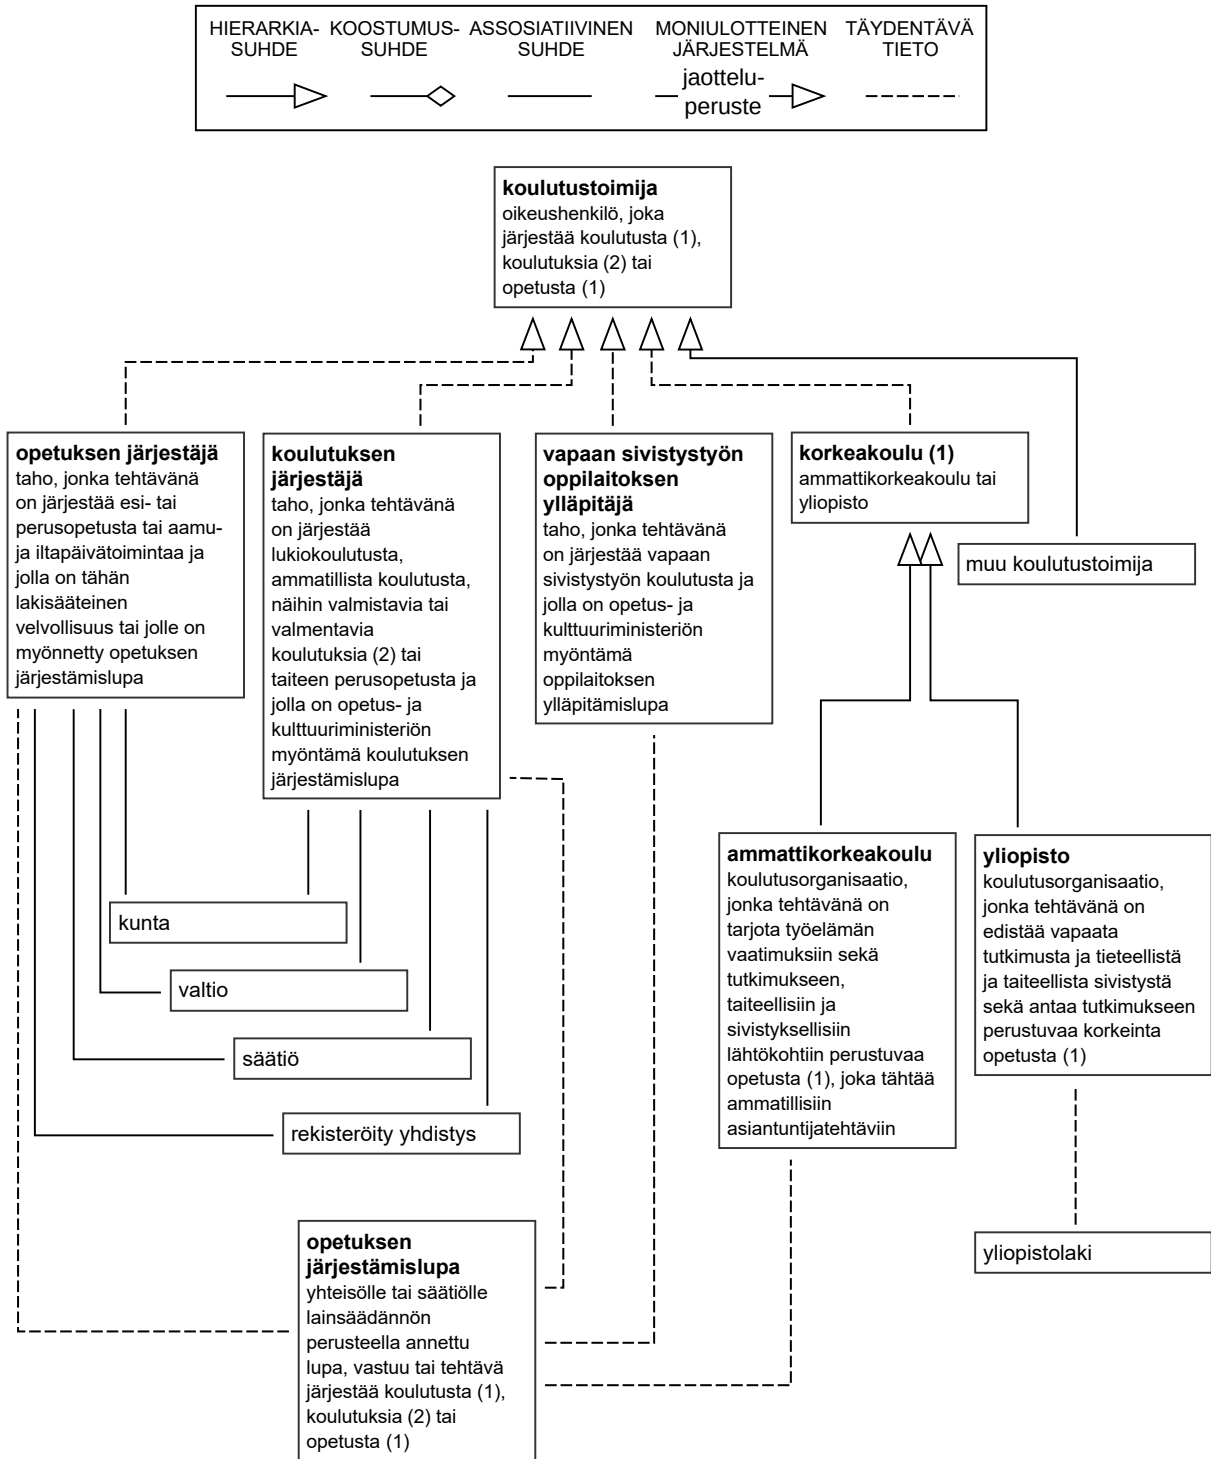 HIERARKIA-
SUHDE
KOOSTUMUS-
SUHDE
ASSOSIATIIVINEN
SUHDE
MONIULOTTEINEN
JÄRJESTELMÄ
jaottelu-
peruste
TÄYDENTÄVÄ
TIETO
koulutustoimija
oikeushenkilö, joka
järjestää koulutusta (1),
koulutuksia (2) tai
opetusta (1)
opetuksen järjestäjä
taho, jonka tehtävänä
on järjestää esi- tai
perusopetusta tai aamu-
ja iltapäivätoimintaa ja
jolla on tähän
lakisääteinen
velvollisuus tai jolle on
myönnetty opetuksen
järjestämislupa
koulutuksen
järjestäjä
taho, jonka tehtävänä
on järjestää
lukiokoulutusta,
ammatillista koulutusta,
näihin valmistavia tai
valmentavia
koulutuksia (2) tai
taiteen perusopetusta ja
jolla on opetus- ja
kulttuuriministeriön
myöntämä koulutuksen
järjestämislupa
vapaan sivistystyön
oppilaitoksen
ylläpitäjä
taho, jonka tehtävänä
on järjestää vapaan
sivistystyön koulutusta ja
jolla on opetus- ja
kulttuuriministeriön
myöntämä
oppilaitoksen
ylläpitämislupa
korkeakoulu (1)
ammattikorkeakoulu tai
yliopisto
muu koulutustoimija
ammattikorkeakoulu
koulutusorganisaatio,
jonka tehtävänä on
tarjota työelämän
vaatimuksiin sekä
tutkimukseen,
taiteellisiin ja
sivistyksellisiin
lähtökohtiin perustuvaa
opetusta (1), joka tähtää
ammatillisiin
asiantuntijatehtäviin
yliopisto
koulutusorganisaatio,
jonka tehtävänä on
edistää vapaata
tutkimusta ja tieteellistä
ja taiteellista sivistystä
sekä antaa tutkimukseen
perustuvaa korkeinta
opetusta (1)
kunta
valtio
säätiö
rekisteröity yhdistys
yliopistolaki
opetuksen
järjestämislupa
yhteisölle tai säätiölle
lainsäädännön
perusteella annettu
lupa, vastuu tai tehtävä
järjestää koulutusta (1),
koulutuksia (2) tai
opetusta (1)